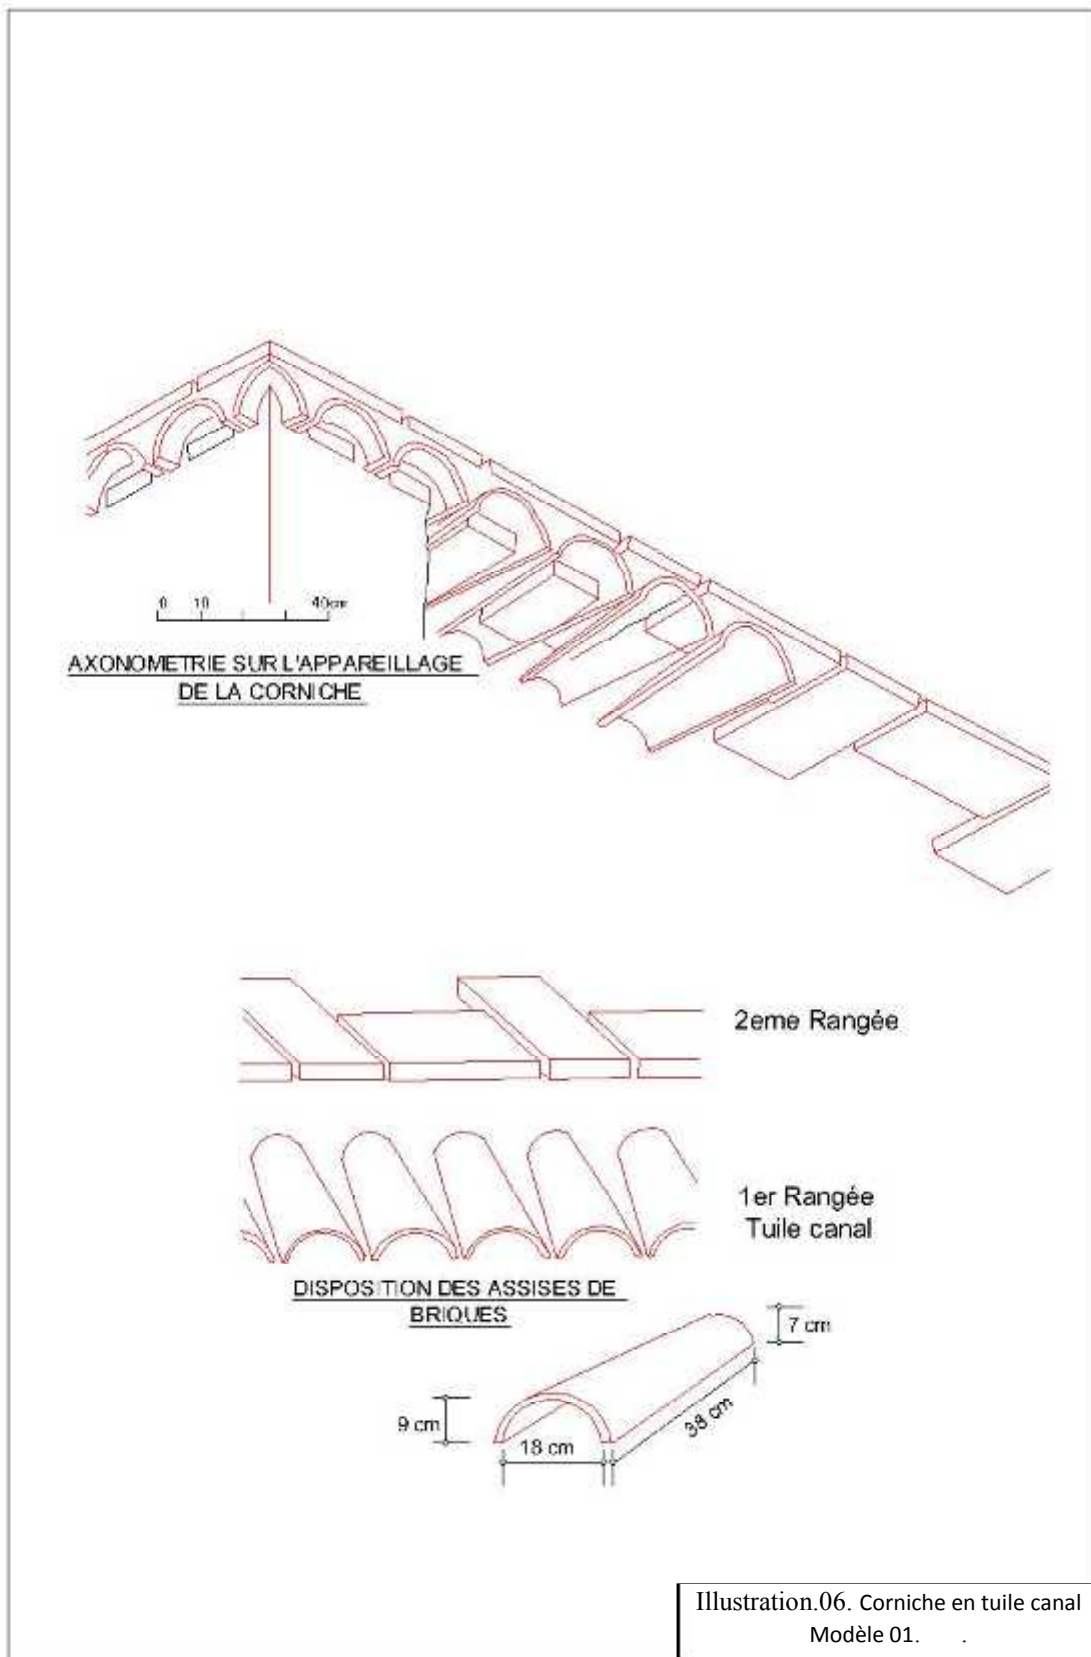 0 10 40cm
AXONOMETRIE SUR L'APPAREILLAGE
DE LA CORNICHE
2eme Rangée
1er Rangée
Tuile canal
DISPOSITION DES ASSISES DE
BRIQUES
7 cm
9 cm
18 cm
38 cm
Illustration.06. Corniche en tuile canal
Modèle 01. .